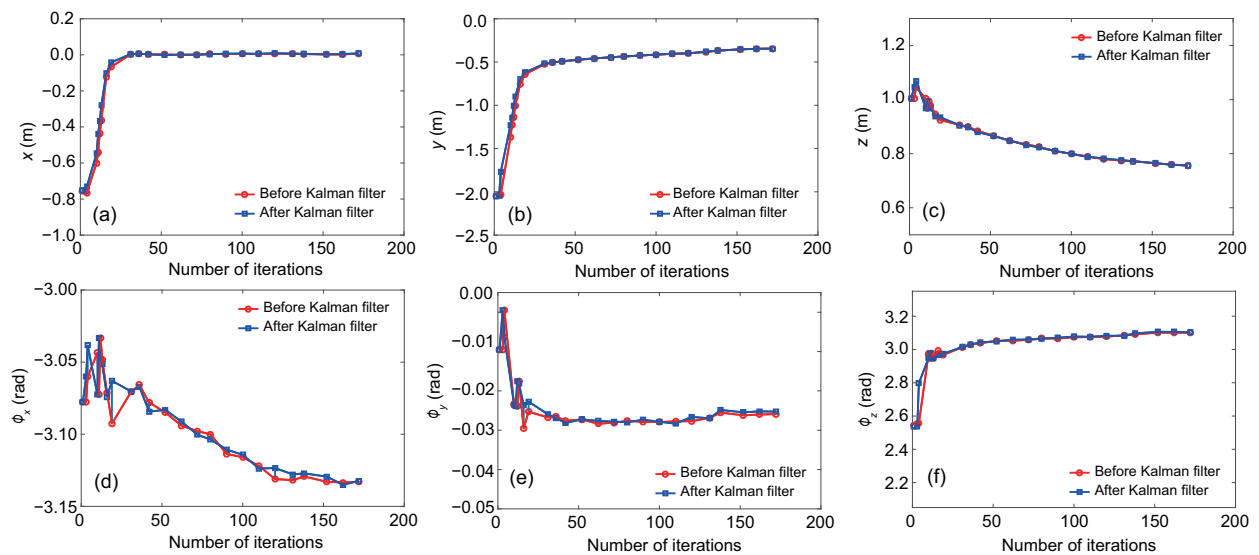 0.2
0.0
−0.2
−0.4
−0.6
−0.8
−1.0
x (m)
Before Kalman filter
After Kalman filter
(a)
0 50 100 150 200
Number of iterations
0.0
−0.5
−1.0
−1.5
−2.0
−2.5
y (m)
Before Kalman filter
After Kalman filter
(b)
0 50 100 150 200
Number of iterations
1.2
1.0
0.8
0.6
z (m)
Before Kalman filter
After Kalman filter
(c)
0 50 100 150 200
Number of iterations
−3.00
−3.05
−3.10
−3.15
ϕx (rad)
Before Kalman filter
After Kalman filter
(d)
0 50 100 150 200
Number of iterations
0.00
−0.01
−0.02
−0.03
−0.04
−0.05
ϕy (rad)
Before Kalman filter
After Kalman filter
(e)
0 50 100 150 200
Number of iterations
3.2
3.0
2.8
2.6
2.4
2.2
ϕz (rad)
Before Kalman filter
After Kalman filter
(f)
0 50 100 150 200
Number of iterations